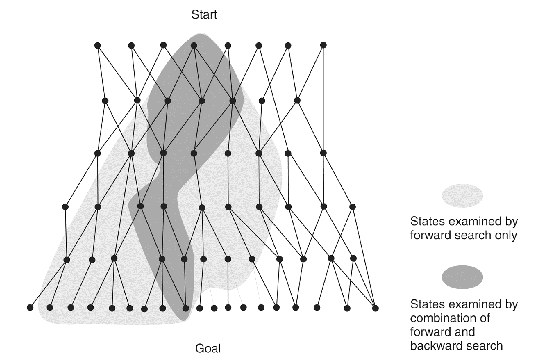 Start
States examined by
forward search only
States examined by
combination of
forward and
backward search
Goal